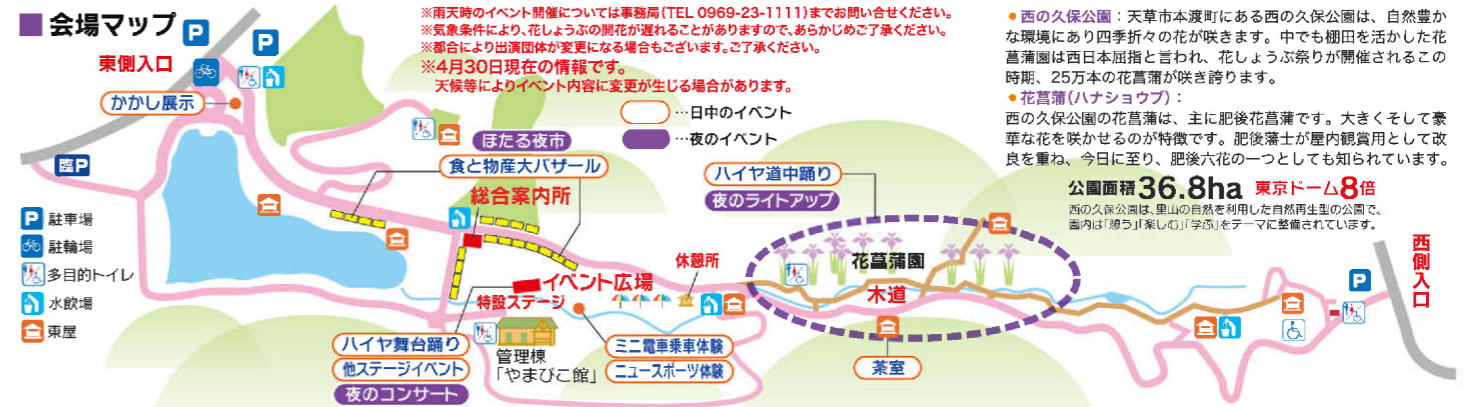 ■会場マップ
P
P
※雨天時のイベント開催については事務局(TEL 0969-23-1111)までお問い合せください。
※気象条件により、花しょうぶの開花が遅れることがありますので、あらかじめご了承ください。
※都合により出演団体が変更になる場合もございます。ご了承ください。
※4月30日現在の情報です。
天候等によりイベント内容に変更が生じる場合があります。
…日中のイベント
…夜のイベント
●西の久保公園：天草市本渡町にある西の久保公園は、自然豊か
な環境にあり四季折々の花が咲きます。中でも棚田を活かした花
菖蒲園は西日本屈指と言われ、花しょうぶ祭りが開催されるこの
時期、25万本の花菖蒲が咲き誇ります。
●花菖蒲(ハナショウブ)：
西の久保公園の花菖蒲は、主に肥後花菖蒲です。大きくそして豪
華な花を咲かせるのが特徴です。肥後藩士が屋内観賞用として改
良を重ね、今日に至り、肥後六花の一つとしても知られています。
公園面積36.8ha 東京ドーム8倍
西の久保公園は、里山の自然を利用した自然再生型の公園で、
園内は「憩う」「楽しむ」「学ぶ」をテーマに整備されています。
東側入口
かかし展示
臨P
ほたる夜市
食と物産大バザール
総合案内所
ハイヤ道中踊り
夜のライトアップ
花菖蒲園
木道
休憩所
イベント広場
特設ステージ
西側入口
P
P 駐車場
駐輪場
多目的トイレ
水飲場
東屋
ハイヤ舞台踊り
他ステージイベント
夜のコンサート
管理棟
「やまびこ館」
ミニ電車乗車体験
ニュースポーツ体験
茶室